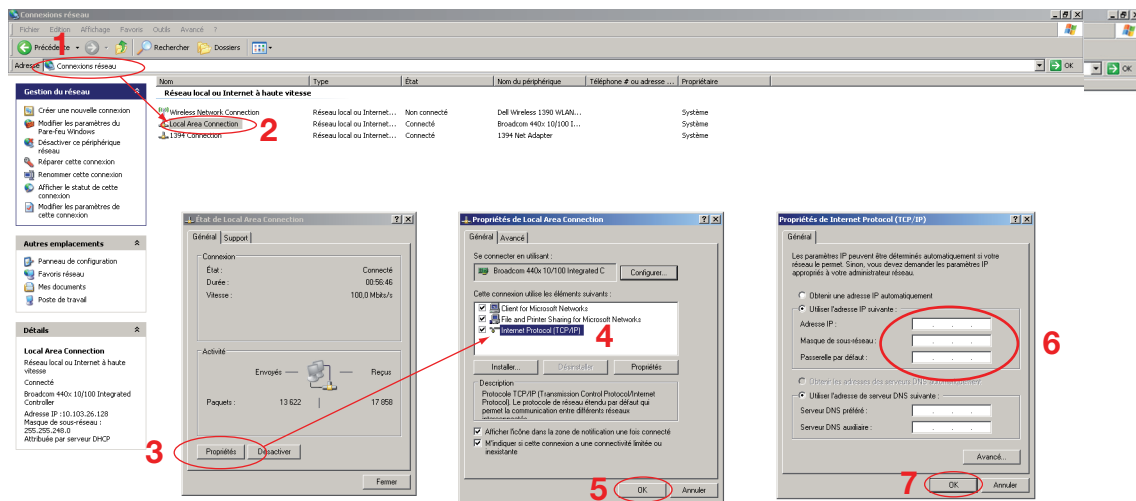 Connexions réseau
Fichier Edition Affichage Favoris Outils Avancé ?
Précédente Rechercher Dossiers
Adresse Connexions réseau OK
OK
1
Gestion du réseau
Créer une nouvelle connexion
Modifier les paramètres du
Pare-feu Windows
Désactiver ce périphérique
réseau
Réparer cette connexion
Renommer cette connexion
Afficher le statut de cette
connexion
Modifier les paramètres de
cette connexion
Autres emplacements
Panneau de configuration
Favoris réseau
Mes documents
Poste de travail
Détails
Local Area Connection
Réseau local ou Internet à haute
vitesse
Connecté
Broadcom 440x 10/100 Integrated
Controller
Adresse IP :10.103.26.128
Masque de sous-réseau :
255.255.248.0
Attribuée par serveur DHCP
Nom Type État Nom du périphérique Téléphone # ou adresse ... Propriétaire
Réseau local ou Internet à haute vitesse
Wireless Network Connection Réseau local ou Internet... Non connecté Dell Wireless 1390 WLAN... Système
Local Area Connection Réseau local ou Internet... Connecté Broadcom 440x 10/100 I... Système
1394 Connection Réseau local ou Internet... Connecté 1394 Net Adapter Système
2
État de Local Area Connection
Général Support
Connexion
État : Connecté
Durée : 00:56:46
Vitesse : 100,0 Mbits/s
Activité
Envoyés Reçus
Paquets : 13 622 17 858
3
Propriétés Désactiver
Fermer
Propriétés de Local Area Connection
Général Avancé
Se connecter en utilisant :
Broadcom 440x 10/100 Integrated C Configurer...
Cette connexion utilise les éléments suivants :
Client for Microsoft Networks
File and Printer Sharing for Microsoft Networks
Internet Protocol (TCP/IP)
4
Installer... Désinstaller Propriétés
Description
Protocole TCP/IP (Transmission Control Protocol/Internet
Protocol). Le protocole de réseau étendu par défaut qui
permet la communication entre différents réseaux
interconnectés
Afficher l'icône dans la zone de notification une fois connecté
M'indiquer si cette connexion a une connectivité limitée ou
inexistante
5
OK Annuler
Propriétés de Internet Protocol (TCP/IP)
Général
Les paramètres IP peuvent être déterminés automatiquement si votre
réseau le permet. Sinon, vous devez demander les paramètres IP
appropriés à votre administrateur réseau.
Obtenir une adresse IP automatiquement
Utiliser l'adresse IP suivante :
Adresse IP :
Masque de sous-réseau :
Passerelle par défaut :
6
Obtenir les adresses des serveurs DNS automatiquement
Utiliser l'adresse de serveur DNS suivante :
Serveur DNS préféré :
Serveur DNS auxiliaire :
Avancé...
7
OK Annuler